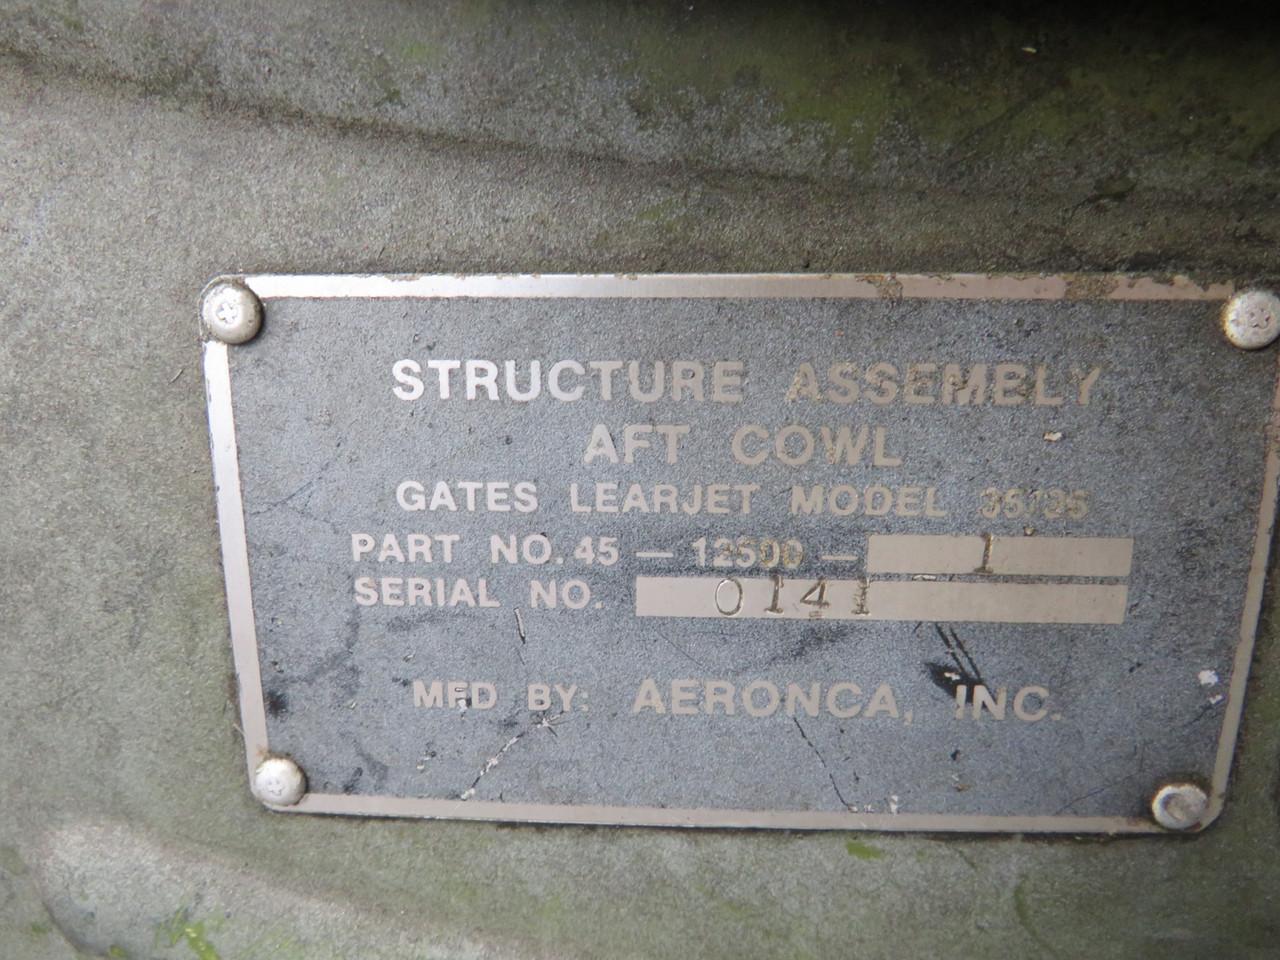 STRUCTURE ASSEMBLY
AFT COWL
GATES LEARJET MODEL 35/36
PART NO. 45 — 12500 — 1
SERIAL NO. 0141
MFD BY: AERONCA, INC.